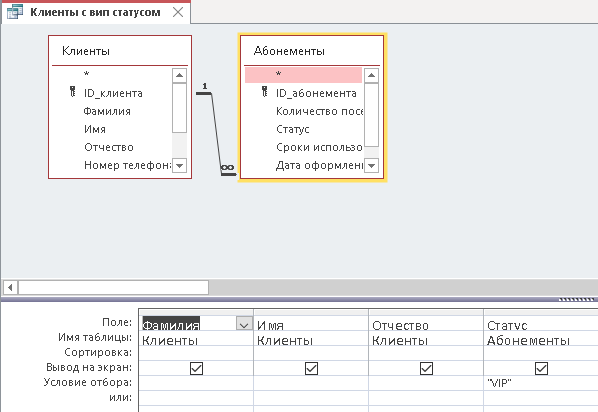 Клиенты с вип статусом
Клиенты
*
ID_клиента
Фамилия
Имя
Отчество
Номер телефон
1
∞
Абонементы
*
ID_абонемента
Количество посе
Статус
Сроки использо
Дата оформлен
Поле: Фамилия Имя Отчество Статус
Имя таблицы: Клиенты Клиенты Клиенты Абонементы
Сортировка:
Вывод на экран:
Условие отбора: "VIP"
или: